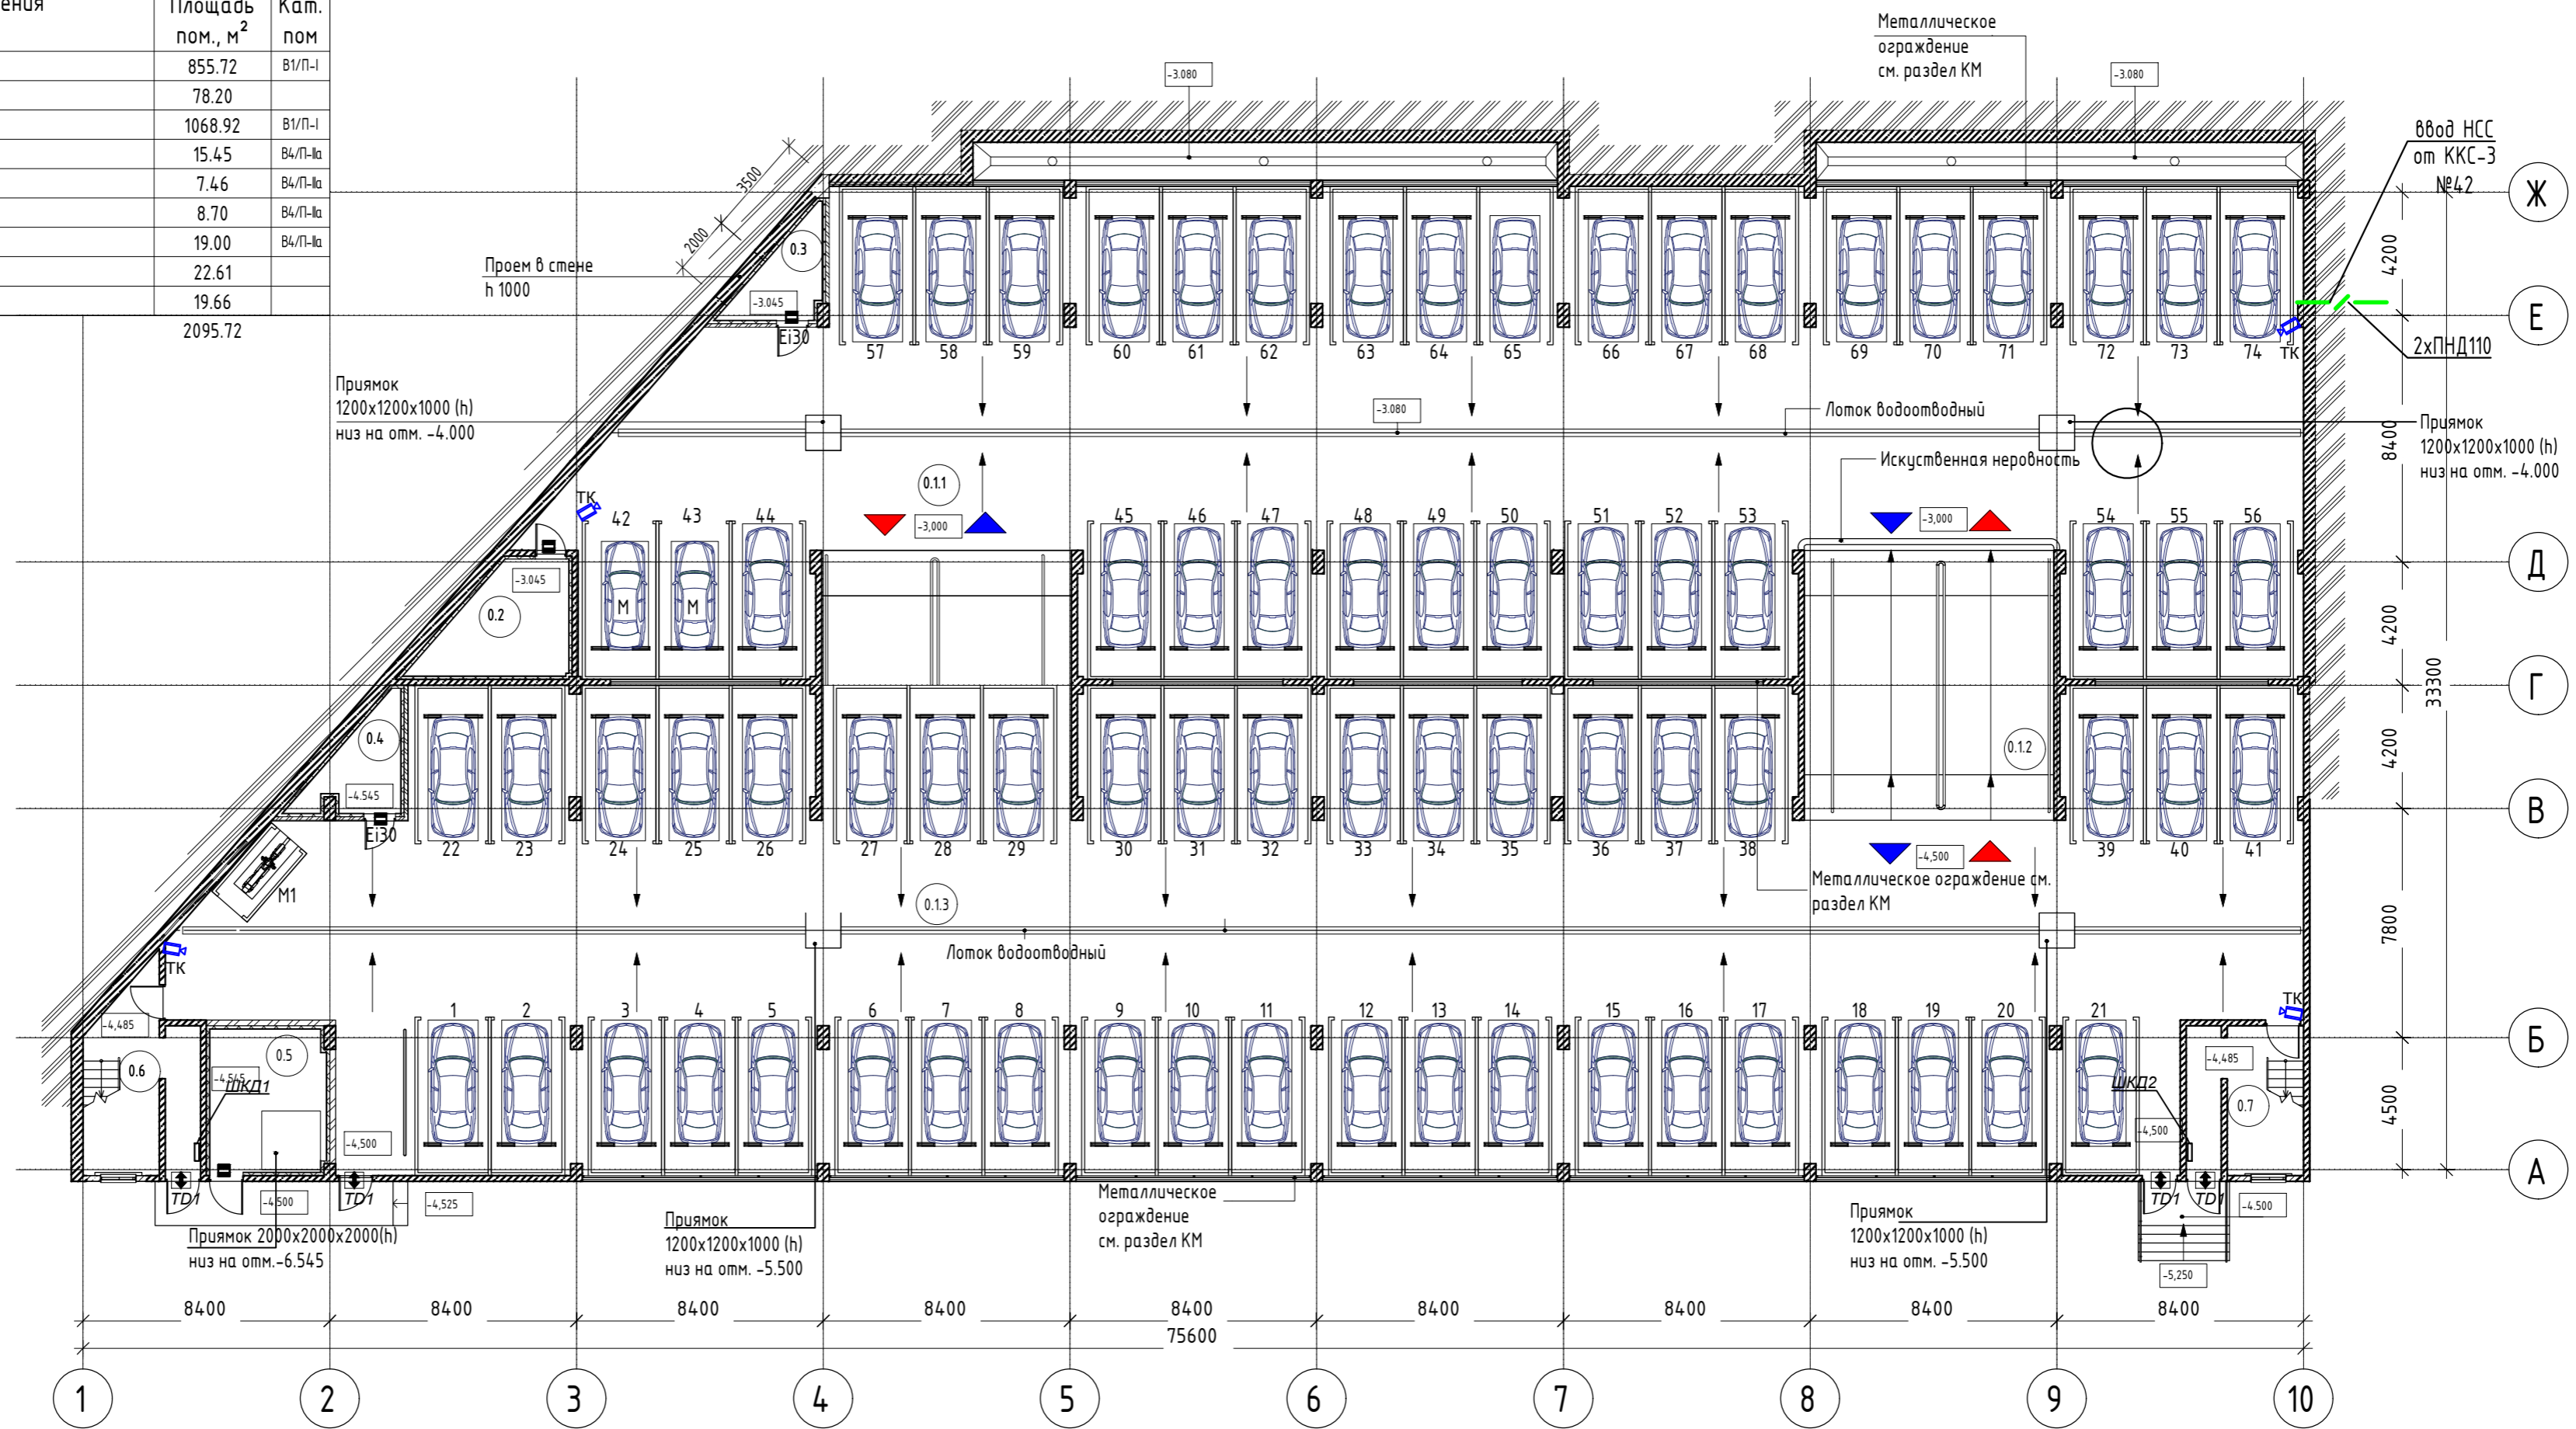 ения
Площадь
пом., м²
Кат.
пом
855.72
В1/П-I
78.20
1068.92
В1/П-I
15.45
В4/П-IIа
7.46
В4/П-IIа
8.70
В4/П-IIа
19.00
В4/П-IIа
22.61
19.66
2095.72
Металлическое
ограждение
см. раздел КМ
-3.080
-3.080
ввод НСС
от ККС-3
№42
Ж
3500
2000
0.3
Проем в стене
h 1000
-3.045
Ei30
4200
Е
57
58
59
60
61
62
63
64
65
66
67
68
69
70
71
72
73
74
ТК
2хПНД110
Приямок
1200х1200х1000 (h)
низ на отм. -4.000
-3.080
Лоток водоотводный
Искуственная неровность
8400
Приямок
1200х1200х1000 (h)
низ на отм. -4.000
0.1.1
ТК
42
43
44
-3,000
45
46
47
48
49
50
51
52
53
-3,000
54
55
56
Д
-3.045
0.2
М
М
4200
33300
Г
0.4
-4.545
Ei30
0.1.2
4200
В
22
23
24
25
26
27
28
29
30
31
32
33
34
35
36
37
38
-4,500
39
40
41
М1
0.1.3
Металлическое ограждение см.
раздел КМ
7800
Лоток водоотводный
ТК
ТК
-4,485
1
2
3
4
5
6
7
8
9
10
11
12
13
14
15
16
17
18
19
20
21
Б
0.6
0.5
-4,545
ШКД1
-4,485
ШКД2
0.7
4500
-4,500
-4,500
А
TD1
-4.500
TD1
-4,525
TD1
TD1
-4.500
Приямок 2000х2000х2000(h)
низ на отм.-6.545
Приямок
1200х1200х1000 (h)
низ на отм. -5.500
Металлическое
ограждение
см. раздел КМ
Приямок
1200х1200х1000 (h)
низ на отм. -5.500
-5,250
8400
8400
8400
8400
8400
8400
8400
8400
8400
75600
1
2
3
4
5
6
7
8
9
10